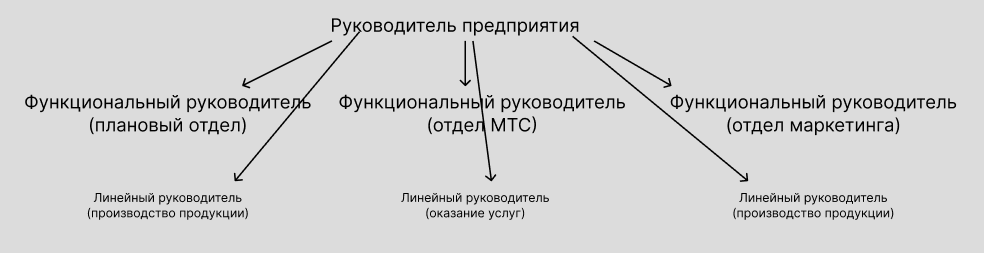 Руководитель предприятия
Функциональный руководитель
(плановый отдел)
Функциональный руководитель
(отдел МТС)
Функциональный руководитель
(отдел маркетинга)
Линейный руководитель
(производство продукции)
Линейный руководитель
(оказание услуг)
Линейный руководитель
(производство продукции)